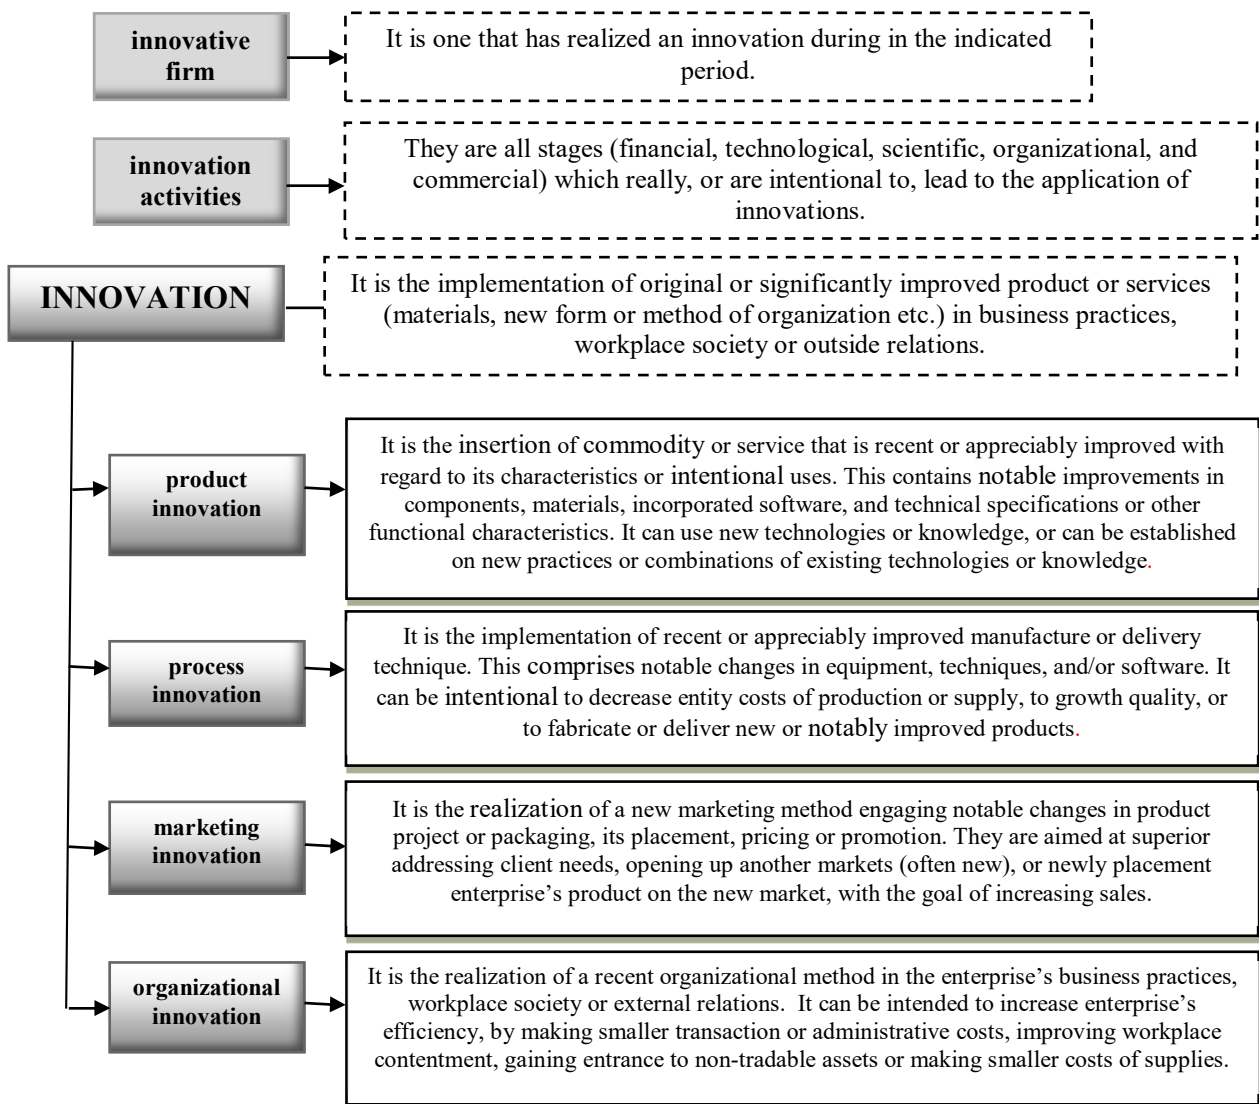 innovative
firm
It is one that has realized an innovation during in the indicated
period.
innovation
activities
They are all stages (financial, technological, scientific, organizational, and
commercial) which really, or are intentional to, lead to the application of
innovations.
INNOVATION
It is the implementation of original or significantly improved product or services
(materials, new form or method of organization etc.) in business practices,
workplace society or outside relations.
product
innovation
It is the insertion of commodity or service that is recent or appreciably improved with
regard to its characteristics or intentional uses. This contains notable improvements in
components, materials, incorporated software, and technical specifications or other
functional characteristics. It can use new technologies or knowledge, or can be established
on new practices or combinations of existing technologies or knowledge.
process
innovation
It is the implementation of recent or appreciably improved manufacture or delivery
technique. This comprises notable changes in equipment, techniques, and/or software. It
can be intentional to decrease entity costs of production or supply, to growth quality, or
to fabricate or deliver new or notably improved products.
marketing
innovation
It is the realization of a new marketing method engaging notable changes in product
project or packaging, its placement, pricing or promotion. They are aimed at superior
addressing client needs, opening up another markets (often new), or newly placement
enterprise’s product on the new market, with the goal of increasing sales.
organizational
innovation
It is the realization of a recent organizational method in the enterprise’s business practices,
workplace society or external relations. It can be intended to increase enterprise’s
efficiency, by making smaller transaction or administrative costs, improving workplace
contentment, gaining entrance to non-tradable assets or making smaller costs of supplies.